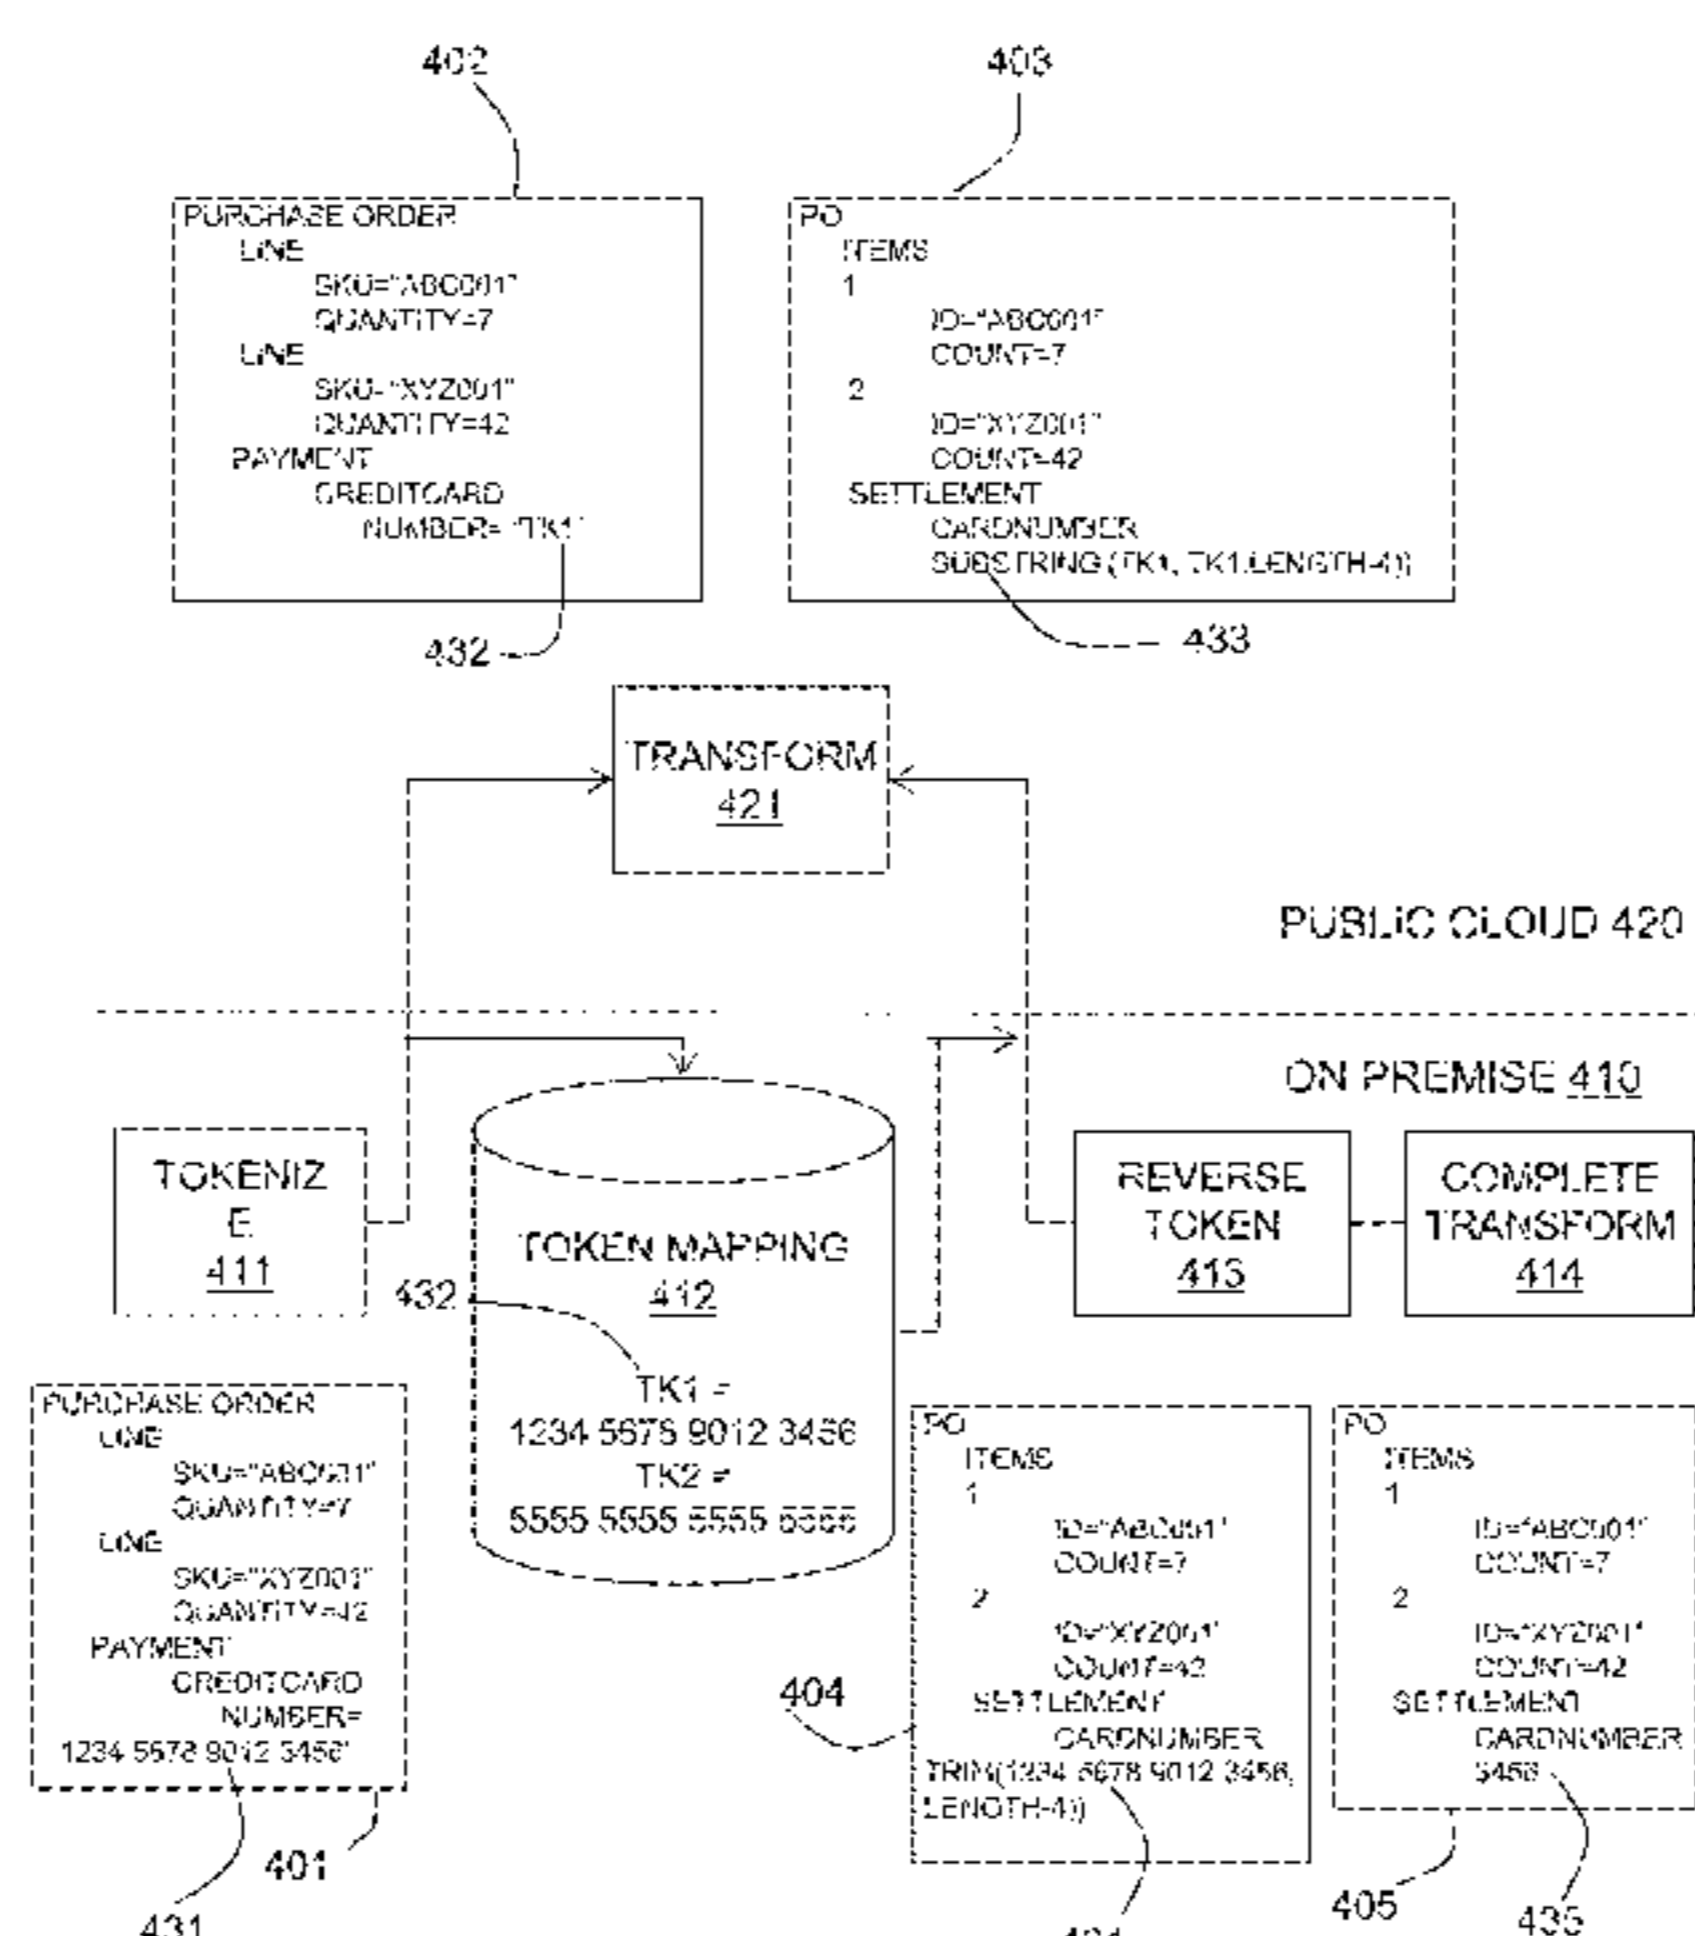 402
403
PURCHASE ORDER
LINE
SKU="ABC001"
QUANTITY=7
LINE
SKU="XYZ001"
QUANTITY=42
PAYMENT
CREDITCARD
NUMBER= "TK1"
432
PO
ITEMS
1
ID="ABC001"
COUNT=7
2
ID="XYZ001"
COUNT=42
SETTLEMENT
CARDNUMBER
SUBSTRING (TK1, TK1.LENGTH-4))
433
TRANSFORM
421
PUBLIC CLOUD 420
ON PREMISE 410
TOKENIZ
E
411
TOKEN MAPPING
412
432
TK1 =
1234 5678 9012 3456
TK2 =
5555 5555 5555 5555
REVERSE
TOKEN
413
COMPLETE
TRANSFORM
414
PURCHASE ORDER
LINE
SKU="ABC001"
QUANTITY=7
LINE
SKU="XYZ001"
QUANTITY=42
PAYMENT
CREDITCARD
NUMBER=
1234 5678 9012 3456"
401
431
PO
ITEMS
1
ID="ABC001"
COUNT=7
2
ID="XYZ001"
COUNT=42
SETTLEMENT
CARDNUMBER
TRIM(1234 5678 9012 3456,
LENGTH-4))
404
PO
ITEMS
1
ID="ABC001"
COUNT=7
2
ID="XYZ001"
COUNT=42
SETTLEMENT
CARDNUMBER
3456
405
435